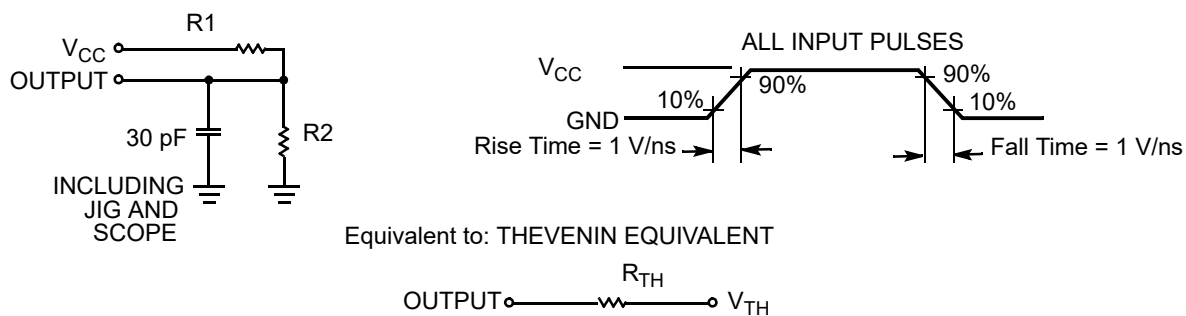 R1
V_CC
OUTPUT
30 pF
R2
INCLUDING
JIG AND
SCOPE
ALL INPUT PULSES
V_CC
GND
10%
90%
90%
10%
Rise Time = 1 V/ns
Fall Time = 1 V/ns
Equivalent to: THEVENIN EQUIVALENT
R_TH
OUTPUT
V_TH